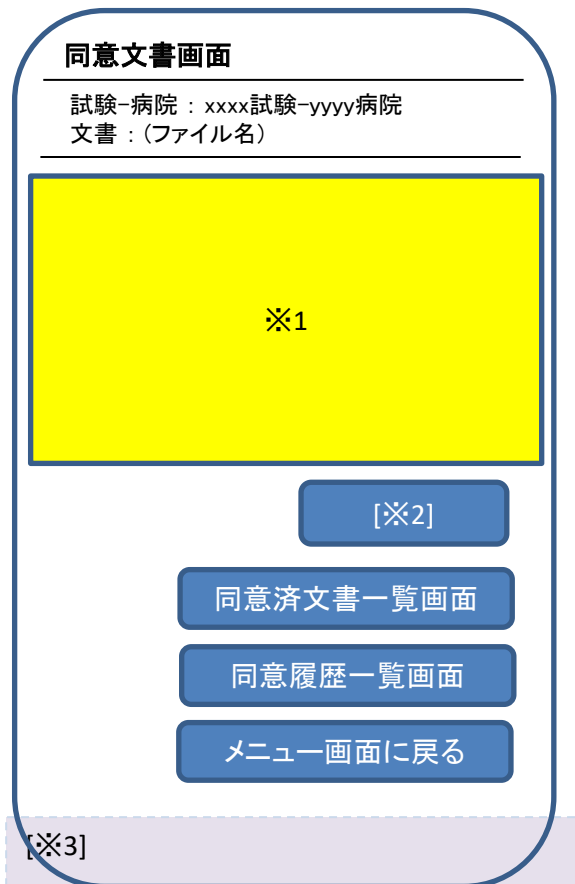 同意文書画面
試験-病院 : xxxx試験-yyyy病院
文書 : (ファイル名)
※1
[※2]
同意済文書一覧画面
同意履歴一覧画面
メニュー画面に戻る
[※3]